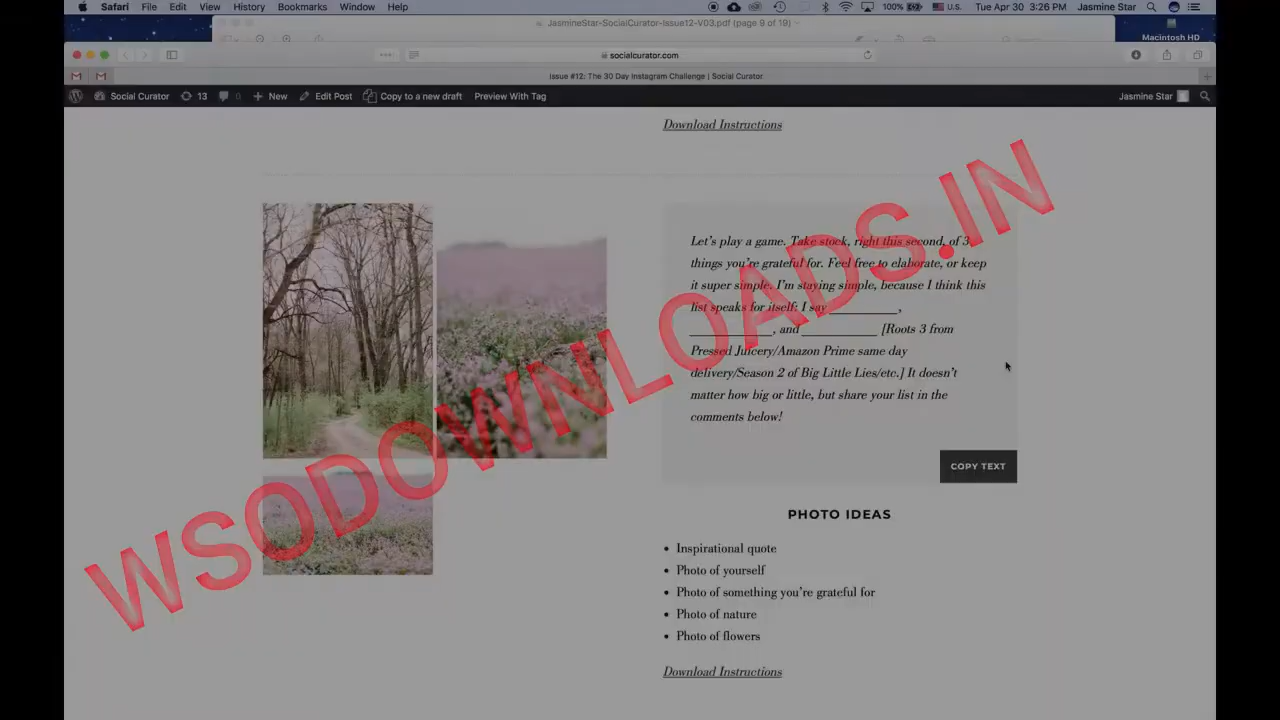 Safari File Edit View History Bookmarks Window Help 100% U.S. Tue Apr 30 3:26 PM Jasmine Star
JasmineStar-SocialCurator-Issue12-V03.pdf (page 9 of 19)
Macintosh HD
socialcurator.com
Issue #12: The 30 Day Instagram Challenge | Social Curator
Social Curator 13 0 New Edit Post Copy to a new draft Preview With Tag Jasmine Star
Download Instructions
Let's play a game. Take stock, right this second, of 3
things you're grateful for. Feel free to elaborate, or keep
it super simple. I'm staying simple, because I think this
list speaks for itself: I say ____________,
______________, and _____________ [Roots 3 from
Pressed Juicery/Amazon Prime same day
delivery/Season 2 of Big Little Lies/etc.] It doesn't
matter how big or little, but share your list in the
comments below!
COPY TEXT
PHOTO IDEAS
• Inspirational quote
• Photo of yourself
• Photo of something you're grateful for
• Photo of nature
• Photo of flowers
Download Instructions
WSODOWNLOADS.IN